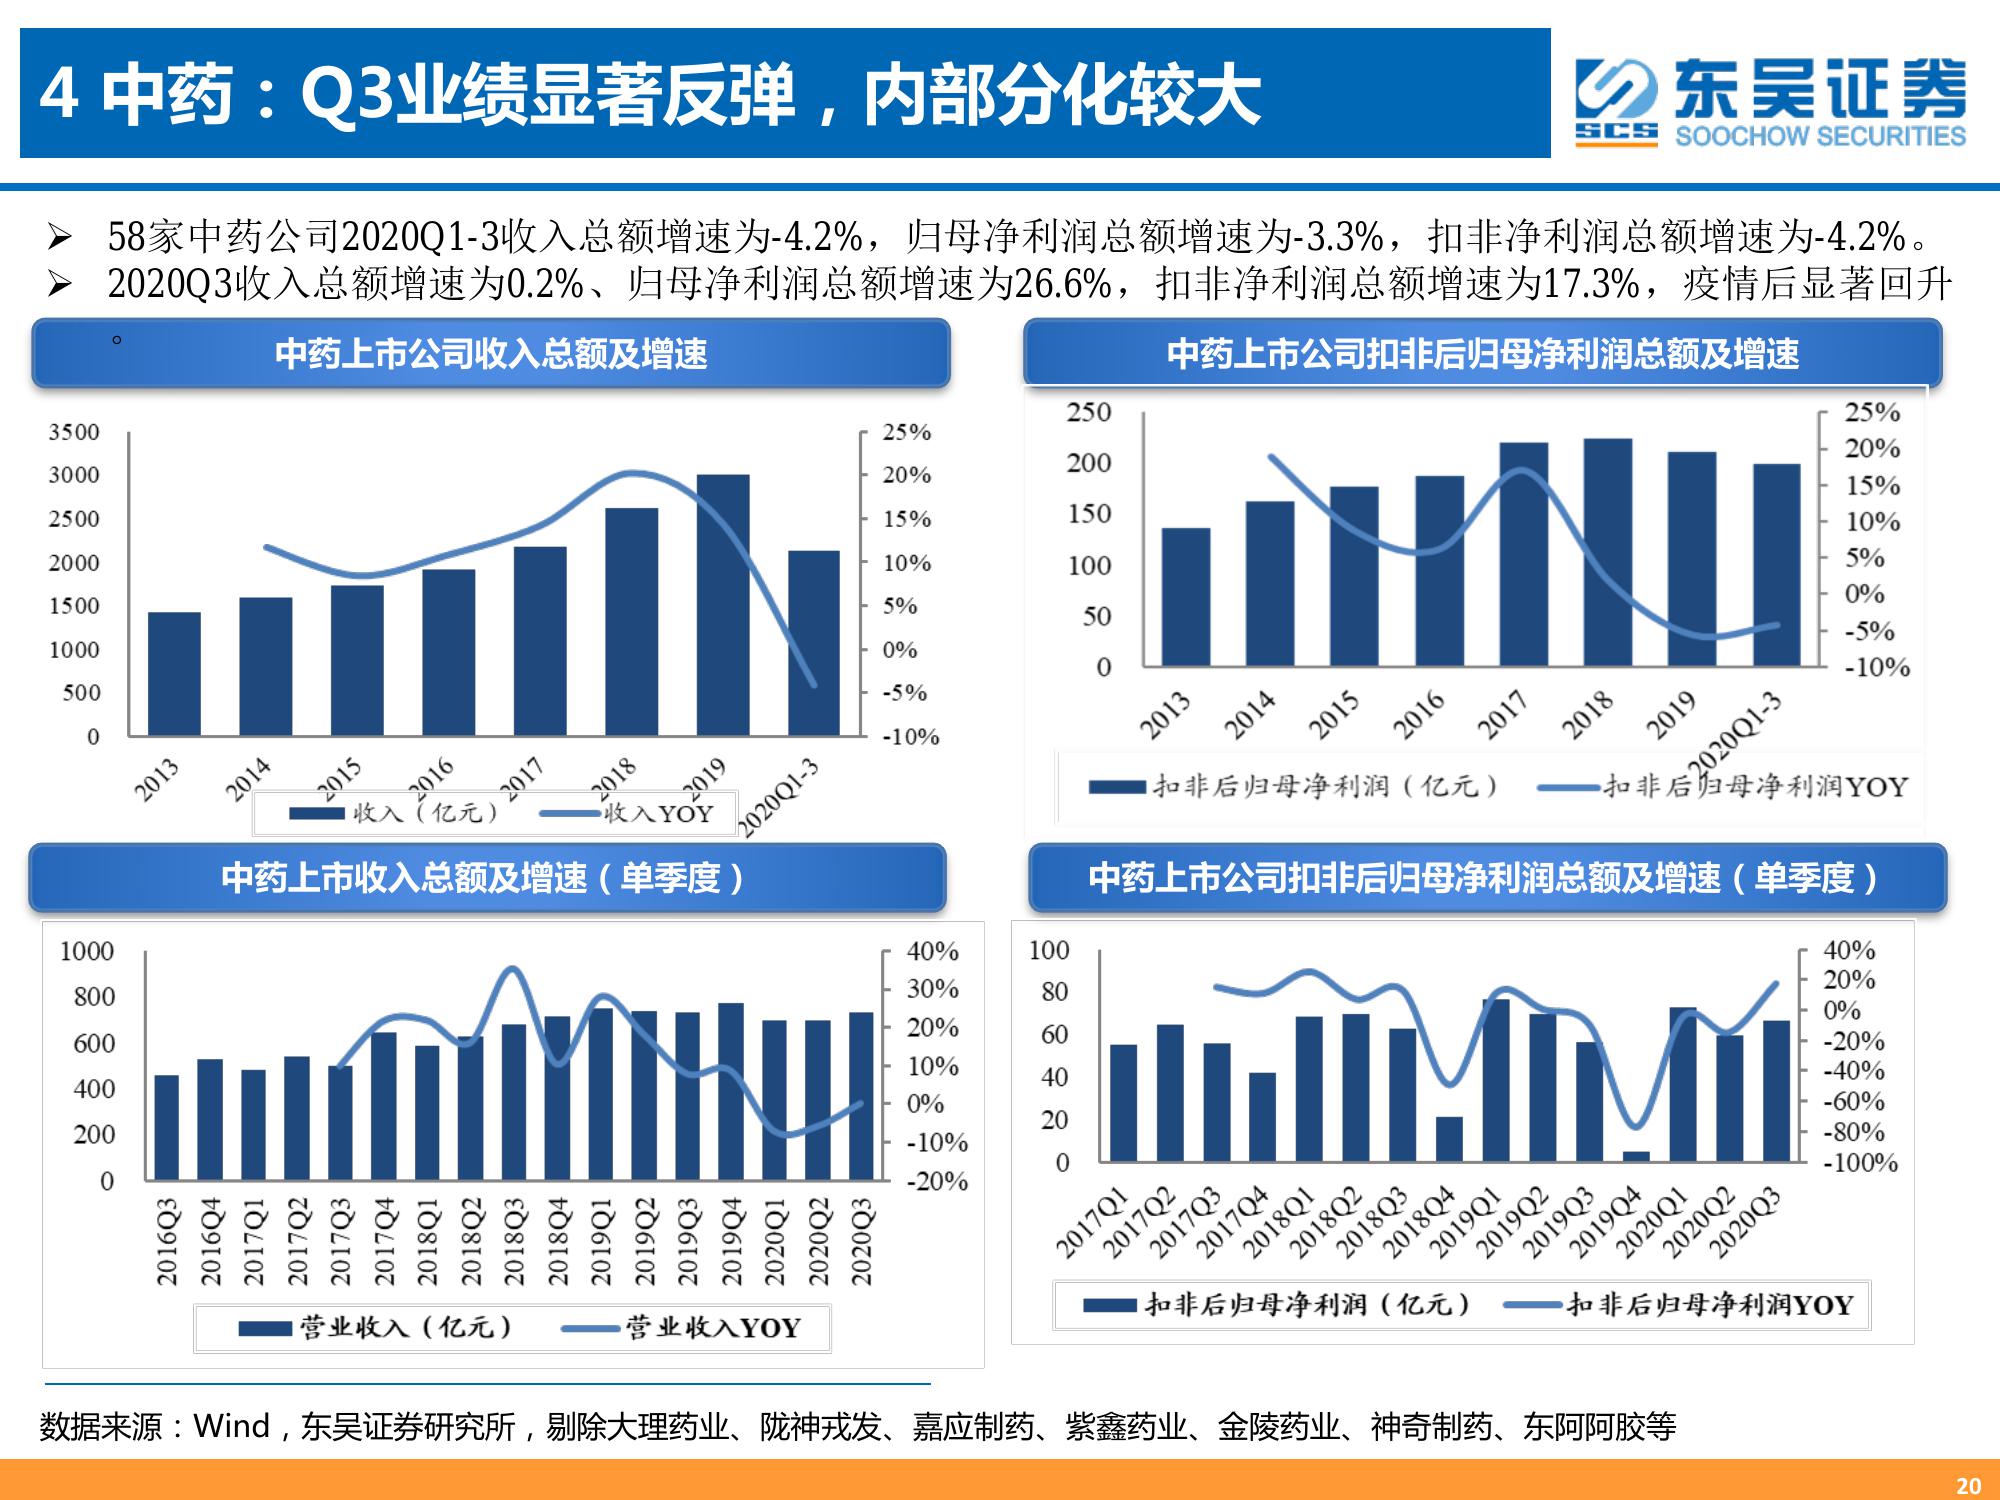 4 中药：Q3业绩显著反弹，内部分化较大
东吴证券
SCS
SOOCHOW SECURITIES
➢ 58家中药公司2020Q1-3收入总额增速为-4.2%，归母净利润总额增速为-3.3%，扣非净利润总额增速为-4.2%。
➢ 2020Q3收入总额增速为0.2%、归母净利润总额增速为26.6%，扣非净利润总额增速为17.3%，疫情后显著回升
。
中药上市公司收入总额及增速
3500
3000
2500
2000
1500
1000
500
0
25%
20%
15%
10%
5%
0%
-5%
-10%
2013
2014
2015
2016
2017
2018
2019
2020Q1-3
收入（亿元）
收入YOY
中药上市公司扣非后归母净利润总额及增速
250
200
150
100
50
0
25%
20%
15%
10%
5%
0%
-5%
-10%
2013
2014
2015
2016
2017
2018
2019
2020Q1-3
扣非后归母净利润（亿元）
扣非后归母净利润YOY
中药上市收入总额及增速（单季度）
1000
800
600
400
200
0
40%
30%
20%
10%
0%
-10%
-20%
2016Q3
2016Q4
2017Q1
2017Q2
2017Q3
2017Q4
2018Q1
2018Q2
2018Q3
2018Q4
2019Q1
2019Q2
2019Q3
2019Q4
2020Q1
2020Q2
2020Q3
营业收入（亿元）
营业收入YOY
中药上市公司扣非后归母净利润总额及增速（单季度）
100
80
60
40
20
0
40%
20%
0%
-20%
-40%
-60%
-80%
-100%
2017Q1
2017Q2
2017Q3
2017Q4
2018Q1
2018Q2
2018Q3
2018Q4
2019Q1
2019Q2
2019Q3
2019Q4
2020Q1
2020Q2
2020Q3
扣非后归母净利润（亿元）
扣非后归母净利润YOY
数据来源：Wind，东吴证券研究所，剔除大理药业、陇神戎发、嘉应制药、紫鑫药业、金陵药业、神奇制药、东阿阿胶等
20